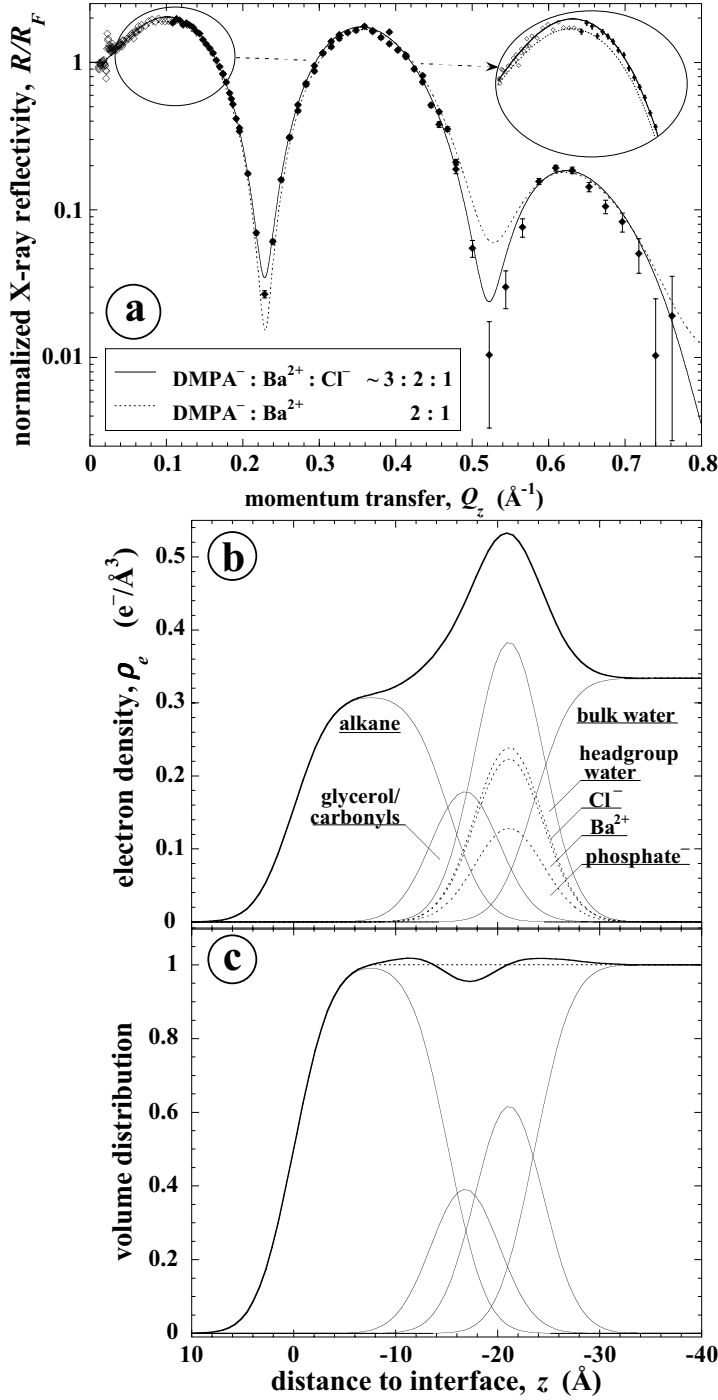 normalized X-ray reflectivity, R/R_F
1
0.1
0.01
a
DMPA⁻ : Ba²⁺ : Cl⁻ ~ 3 : 2 : 1
DMPA⁻ : Ba²⁺ 2 : 1
0 0.1 0.2 0.3 0.4 0.5 0.6 0.7 0.8
momentum transfer, Q_z (Å⁻¹)
electron density, ρ_e (e⁻/Å³)
b
0.5
0.4
0.3
0.2
0.1
0
alkane
glycerol/
carbonyls
bulk water
headgroup
water
Cl⁻
Ba²⁺
phosphate⁻
volume distribution
c
1
0.8
0.6
0.4
0.2
0
10 0 -10 -20 -30 -40
distance to interface, z (Å)